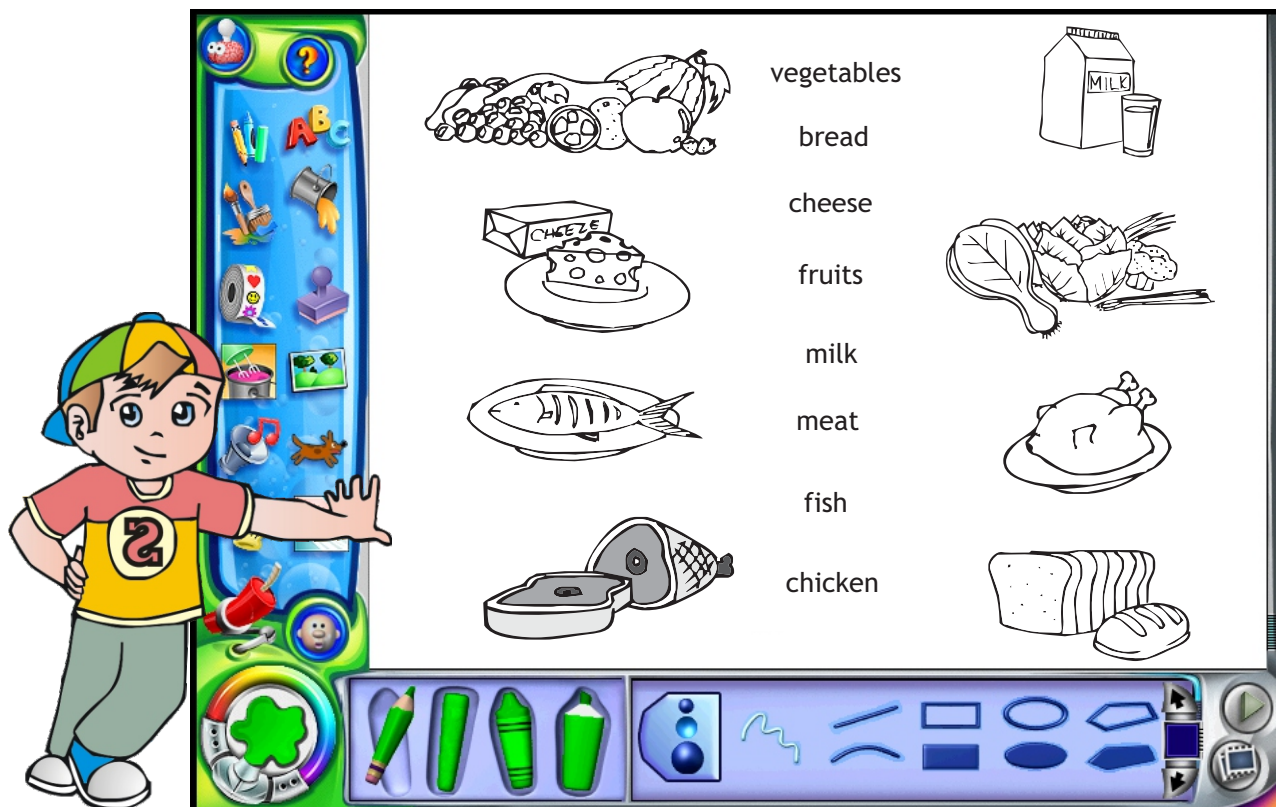 ?
ABC
vegetables
MILK
bread
cheese
CHEEZE
fruits
milk
meat
fish
chicken
S